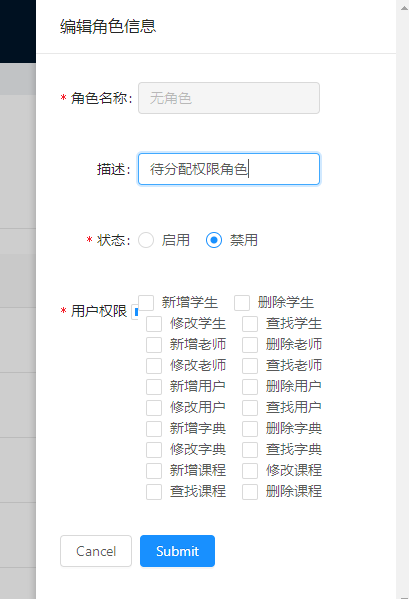 编辑角色信息
* 角色名称: 无角色
描述: 待分配权限角色
* 状态: 启用 禁用
* 用户权限 新增学生 删除学生
修改学生 查找学生
新增老师 删除老师
修改老师 查找老师
新增用户 删除用户
修改用户 查找用户
新增字典 删除字典
修改字典 查找字典
新增课程 修改课程
查找课程 删除课程
Cancel Submit